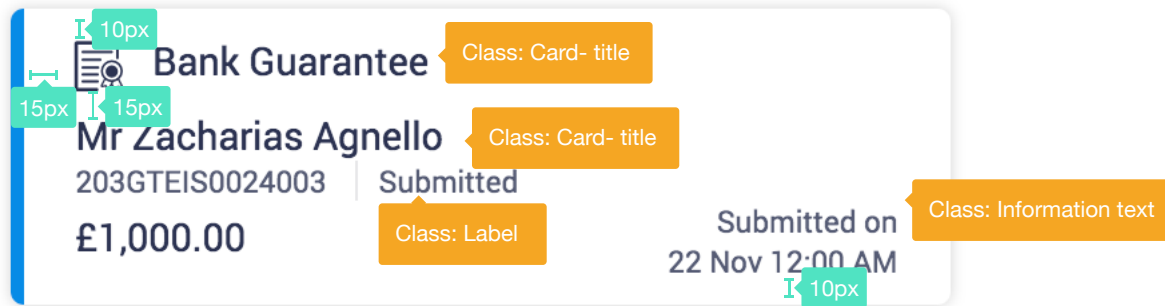 10px
Bank Guarantee
Class: Card- title
15px
15px
Mr Zacharias Agnello
Class: Card- title
203GTEIS0024003
Submitted
Class: Information text
£1,000.00
Class: Label
Submitted on
22 Nov 12:00 AM
10px